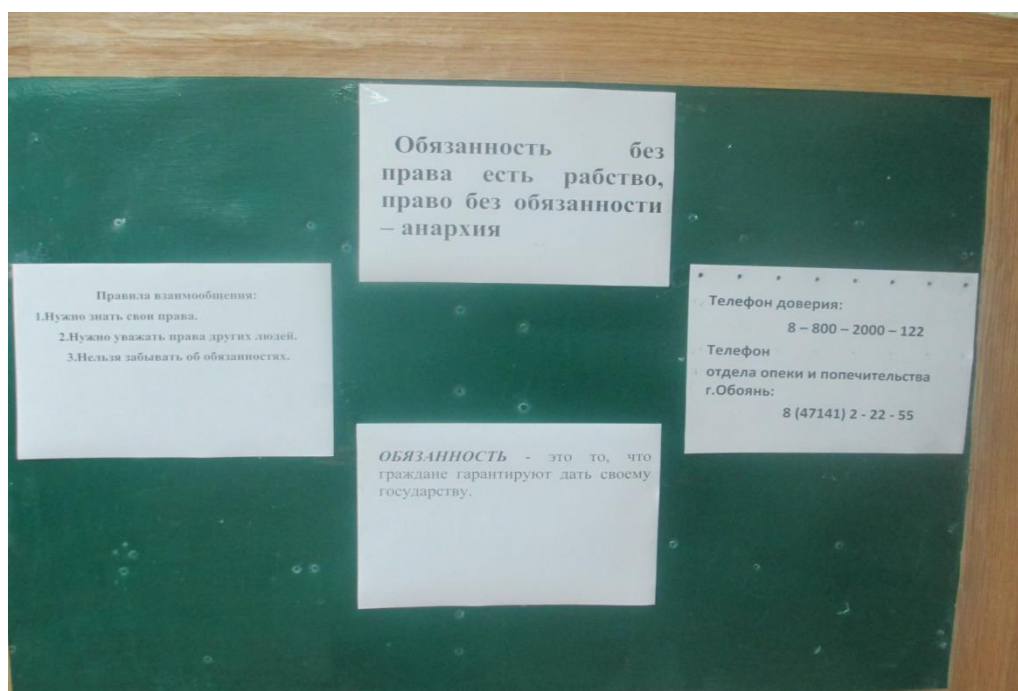 Обязанность без
права есть рабство,
право без обязанности
– анархия
Правила взаимообщения:
1.Нужно знать свои права.
2.Нужно уважать права других людей.
3.Нельзя забывать об обязанностях.
Телефон доверия:
8 – 800 – 2000 – 122
Телефон
отдела опеки и попечительства
г.Обоянь:
8 (47141) 2 - 22 - 55
ОБЯЗАННОСТЬ - это то, что
граждане гарантируют дать своему
государству.